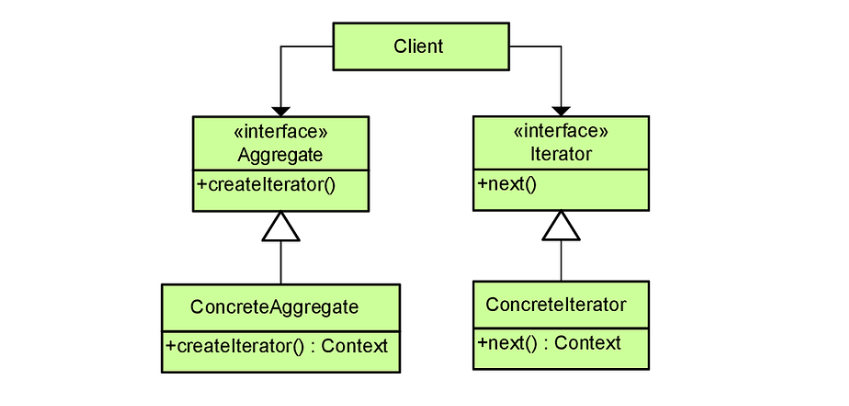 Client
«interface»
Aggregate
+createIterator()
«interface»
Iterator
+next()
ConcreteAggregate
+createIterator() : Context
ConcreteIterator
+next() : Context